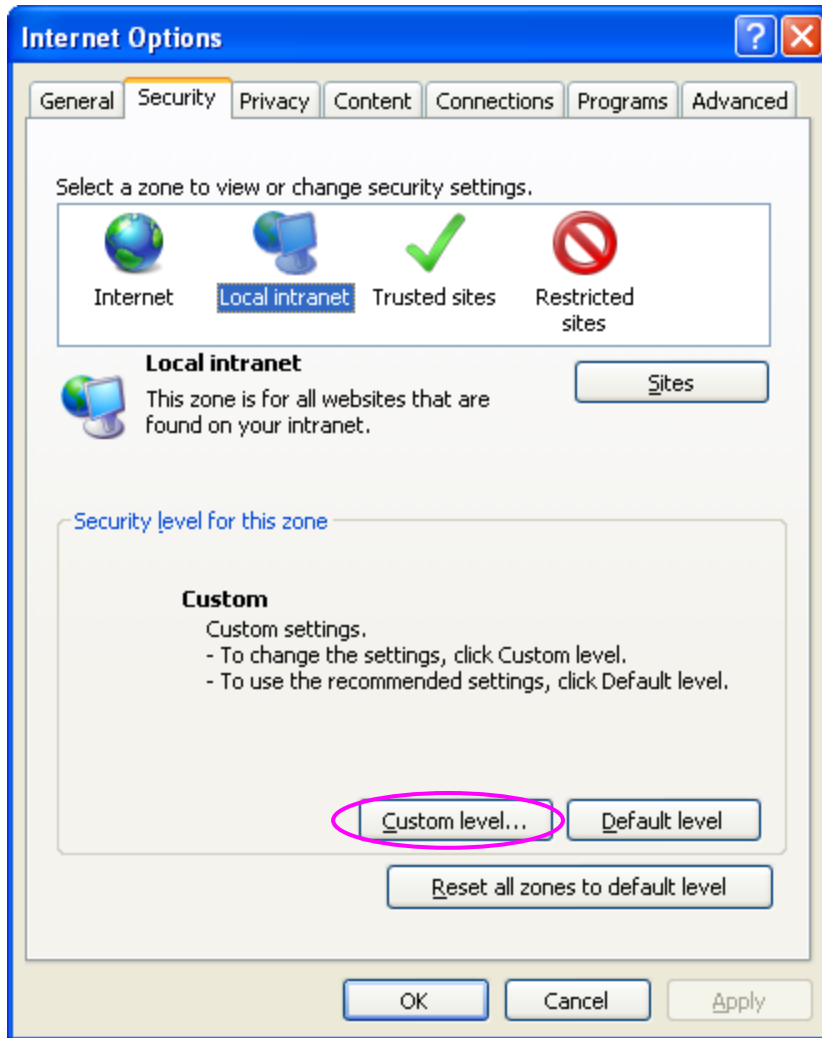 Internet Options
?
General Security Privacy Content Connections Programs Advanced
Select a zone to view or change security settings.
Internet Local intranet Trusted sites Restricted
sites
Local intranet
Sites
This zone is for all websites that are
found on your intranet.
Security level for this zone
Custom
Custom settings.
- To change the settings, click Custom level.
- To use the recommended settings, click Default level.
Custom level... Default level
Reset all zones to default level
OK Cancel Apply